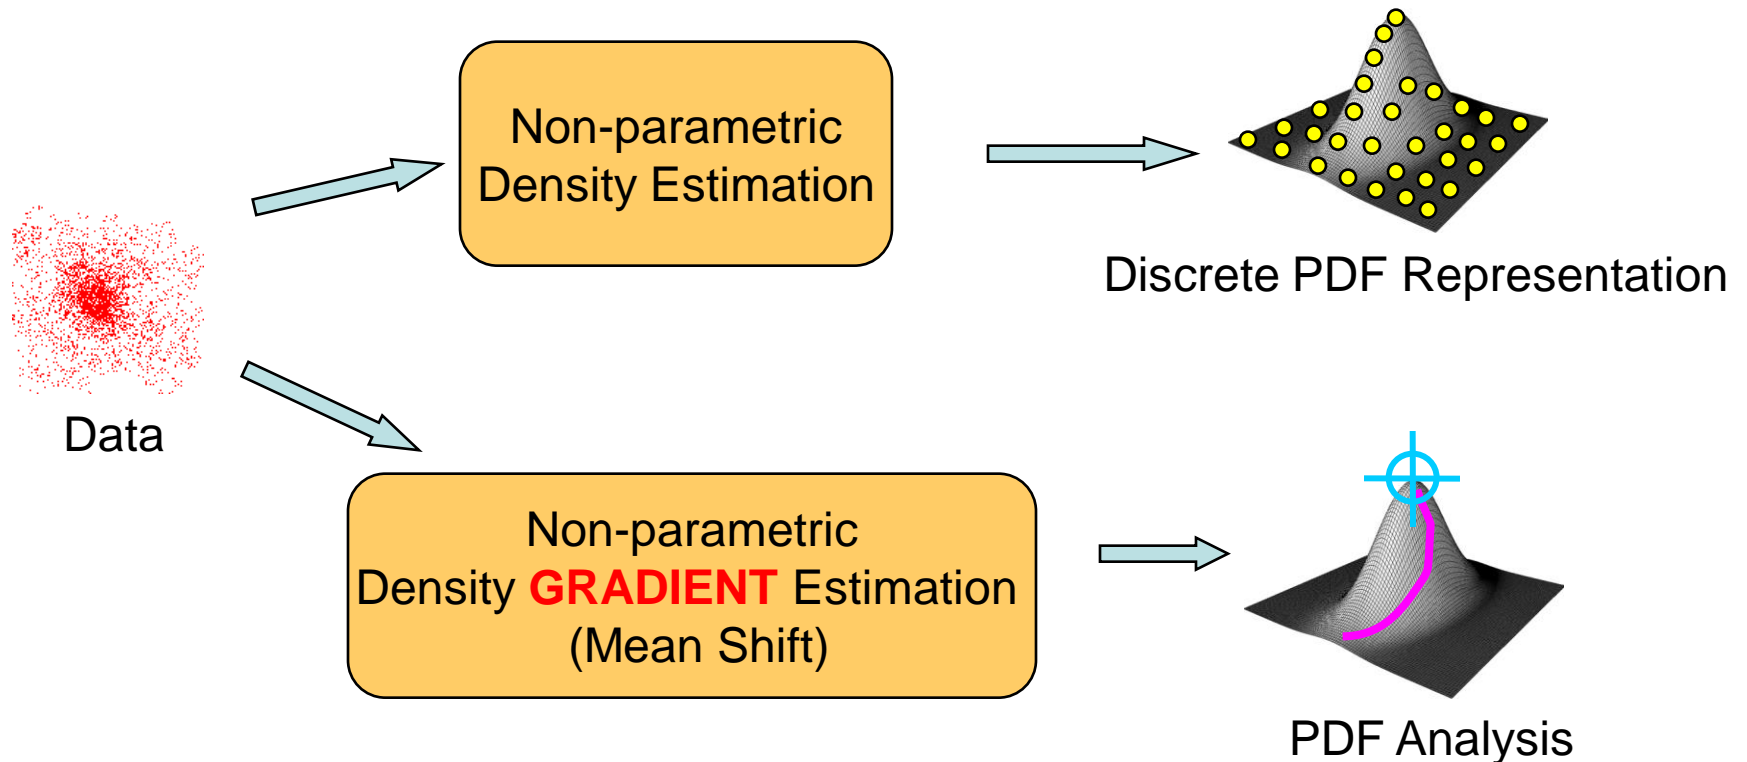 Non-parametric
Density Estimation
Discrete PDF Representation
Data
Non-parametric
Density GRADIENT Estimation
(Mean Shift)
PDF Analysis